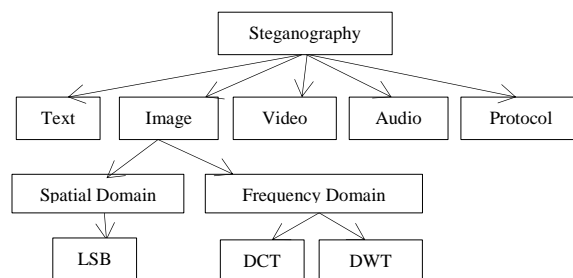 Steganography
Text Image Video Audio Protocol
Spatial Domain Frequency Domain
LSB DCT DWT